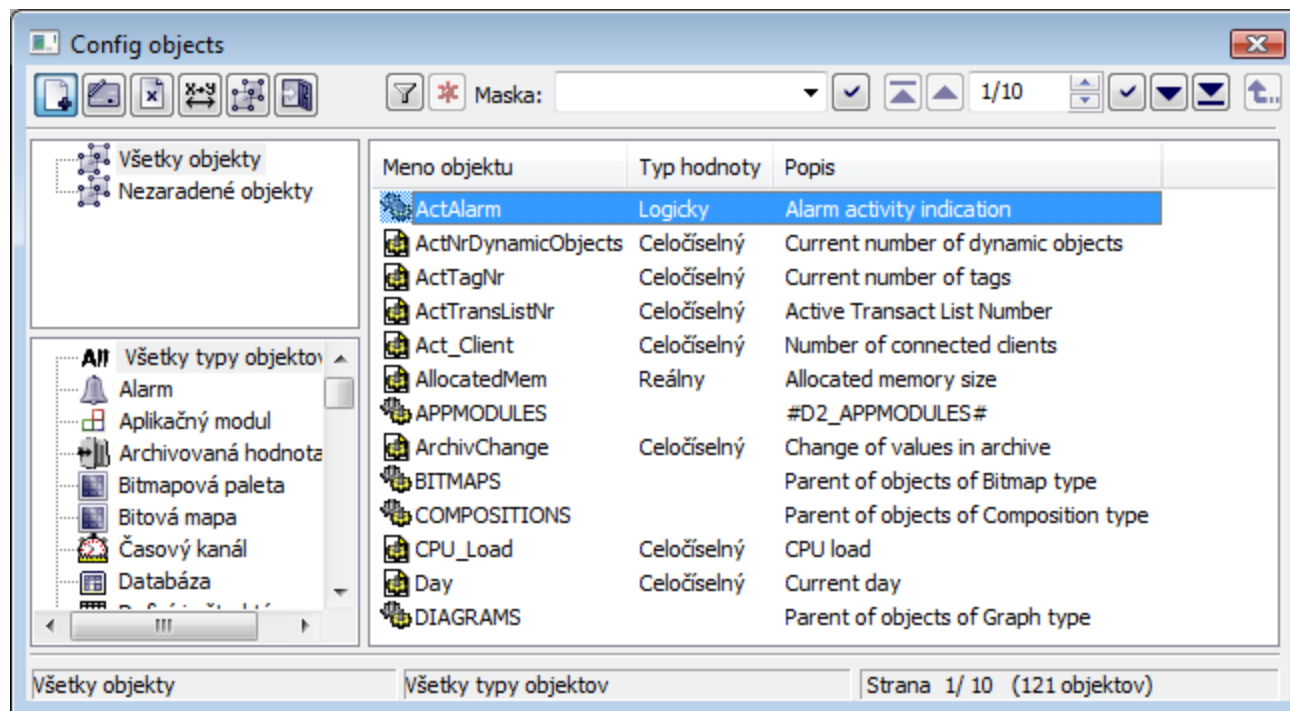 Config objects
Maska: 1/10
Všetky objekty
Nezaradené objekty
All Všetky typy objektov
Alarm
Aplikačný modul
Archivovaná hodnota
Bitmapová paleta
Bitová mapa
Časový kanál
Databáza
Meno objektu Typ hodnoty Popis
ActAlarm Logicky Alarm activity indication
ActNrDynamicObjects Celočíselný Current number of dynamic objects
ActTagNr Celočíselný Current number of tags
ActTransListNr Celočíselný Active Transact List Number
Act_Client Celočíselný Number of connected clients
AllocatedMem Reálny Allocated memory size
APPMODULES #D2_APPMODULES#
ArchivChange Celočíselný Change of values in archive
BITMAPS Parent of objects of Bitmap type
COMPOSITIONS Parent of objects of Composition type
CPU_Load Celočíselný CPU load
Day Celočíselný Current day
DIAGRAMS Parent of objects of Graph type
Všetky objekty Všetky typy objektov Strana 1/ 10 (121 objektov)